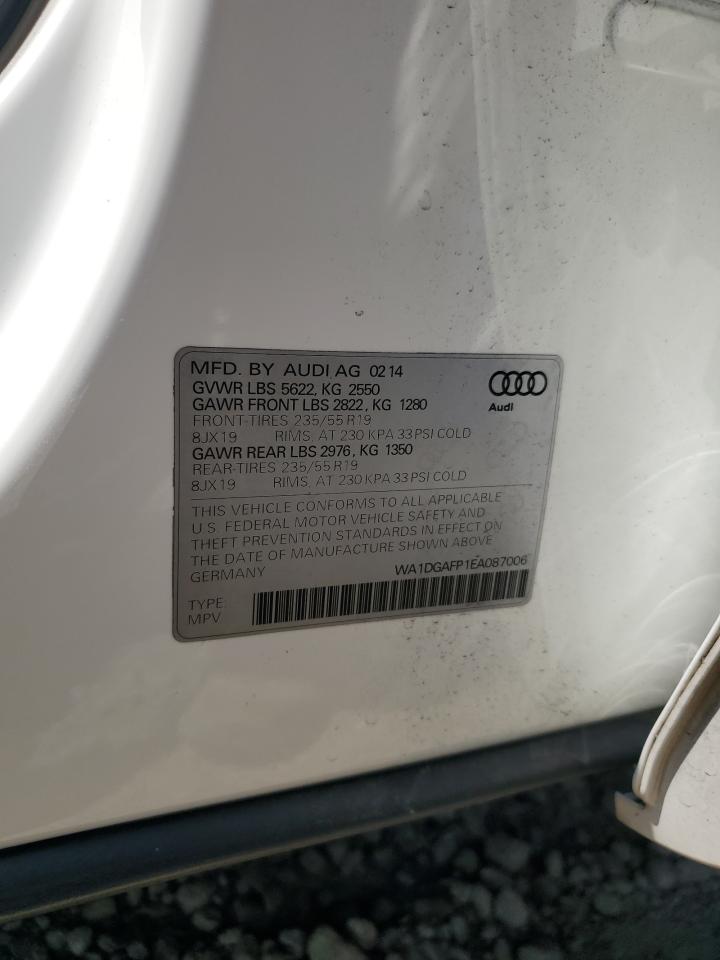 MFD. BY AUDI AG 02 14
GVWR LBS 5622, KG 2550
GAWR FRONT LBS 2822, KG 1280
FRONT-TIRES 235/55 R19
8JX19 RIMS, AT 230 KPA 33 PSI COLD
GAWR REAR LBS 2976, KG 1350
REAR-TIRES 235/55 R19
8JX19 RIMS, AT 230 KPA 33 PSI COLD
Audi
THIS VEHICLE CONFORMS TO ALL APPLICABLE
U.S. FEDERAL MOTOR VEHICLE SAFETY AND
THEFT PREVENTION STANDARDS IN EFFECT ON
THE DATE OF MANUFACTURE SHOWN ABOVE
GERMANY
WA1DGAFP1EA087006
TYPE:
MPV